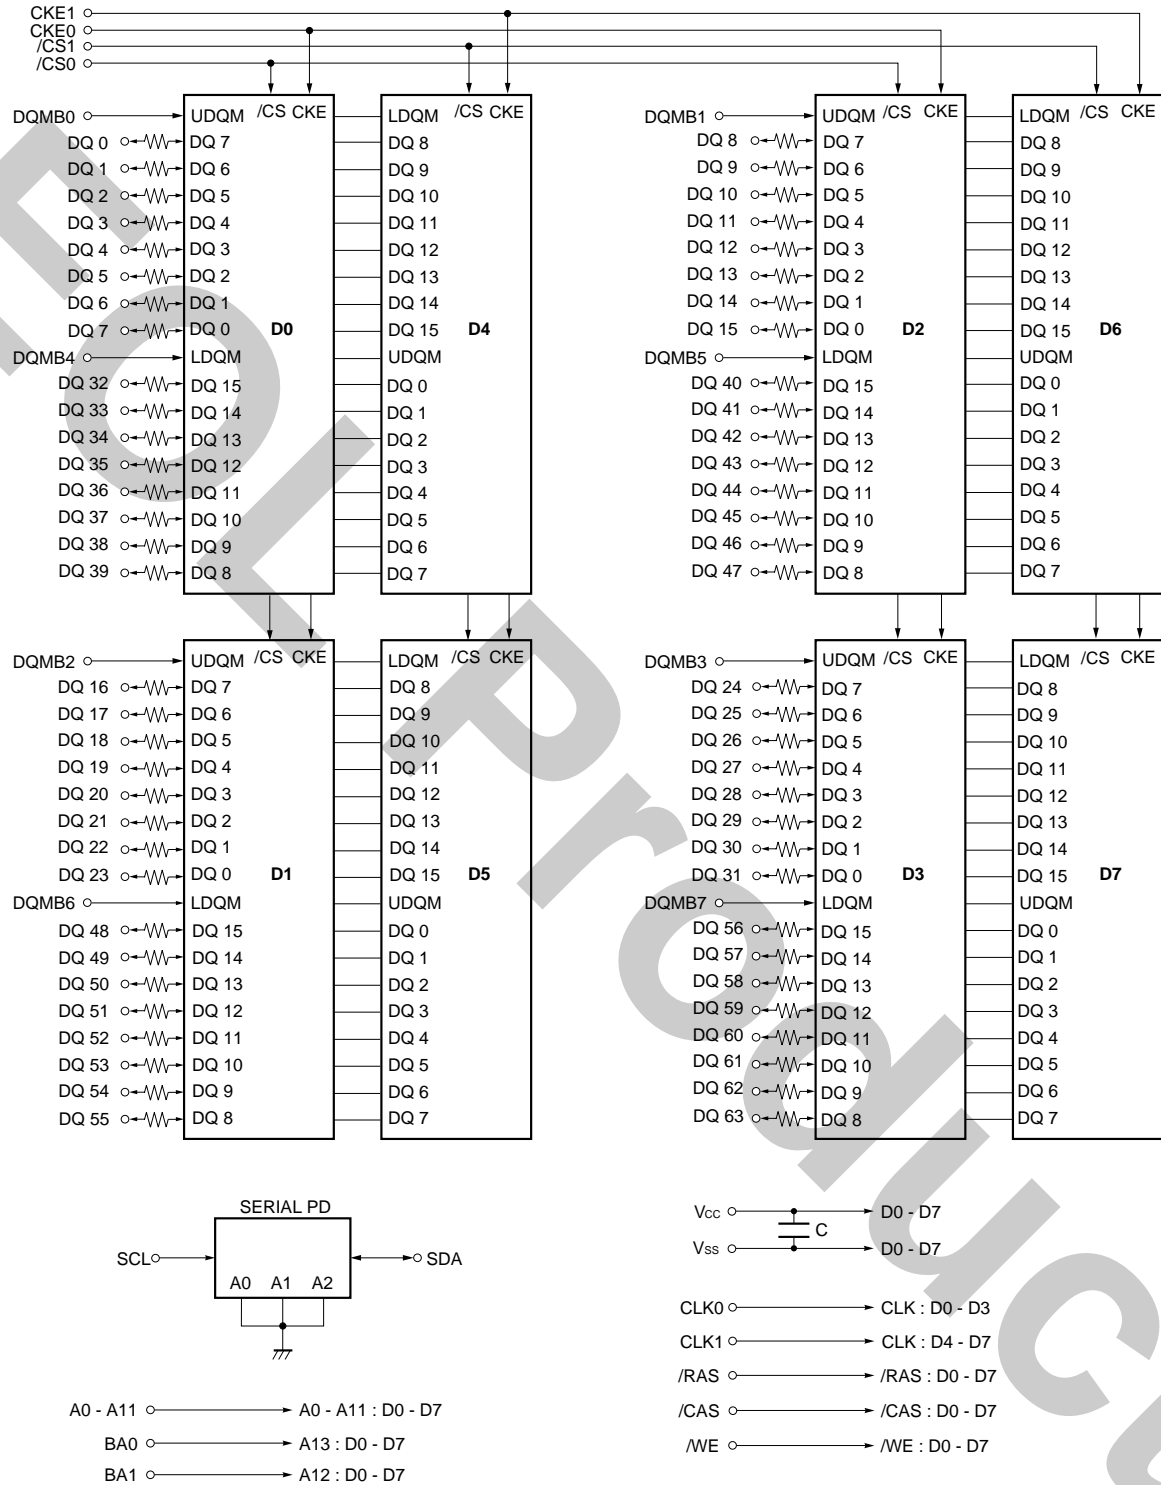 CKE1
CKE0
/CS1
/CS0
DQMB0 UDQM /CS CKE LDQM /CS CKE
DQ 0 DQ 7 DQ 8
DQ 1 DQ 6 DQ 9
DQ 2 DQ 5 DQ 10
DQ 3 DQ 4 DQ 11
DQ 4 DQ 3 DQ 12
DQ 5 DQ 2 DQ 13
DQ 6 DQ 1 DQ 14
DQ 7 DQ 0 D0 DQ 15 D4
DQMB4 LDQM UDQM
DQ 32 DQ 15 DQ 0
DQ 33 DQ 14 DQ 1
DQ 34 DQ 13 DQ 2
DQ 35 DQ 12 DQ 3
DQ 36 DQ 11 DQ 4
DQ 37 DQ 10 DQ 5
DQ 38 DQ 9 DQ 6
DQ 39 DQ 8 DQ 7
DQMB1 UDQM /CS CKE LDQM /CS CKE
DQ 8 DQ 7 DQ 8
DQ 9 DQ 6 DQ 9
DQ 10 DQ 5 DQ 10
DQ 11 DQ 4 DQ 11
DQ 12 DQ 3 DQ 12
DQ 13 DQ 2 DQ 13
DQ 14 DQ 1 DQ 14
DQ 15 DQ 0 D2 DQ 15 D6
DQMB5 LDQM UDQM
DQ 40 DQ 15 DQ 0
DQ 41 DQ 14 DQ 1
DQ 42 DQ 13 DQ 2
DQ 43 DQ 12 DQ 3
DQ 44 DQ 11 DQ 4
DQ 45 DQ 10 DQ 5
DQ 46 DQ 9 DQ 6
DQ 47 DQ 8 DQ 7
DQMB2 UDQM /CS CKE LDQM /CS CKE
DQ 16 DQ 7 DQ 8
DQ 17 DQ 6 DQ 9
DQ 18 DQ 5 DQ 10
DQ 19 DQ 4 DQ 11
DQ 20 DQ 3 DQ 12
DQ 21 DQ 2 DQ 13
DQ 22 DQ 1 DQ 14
DQ 23 DQ 0 D1 DQ 15 D5
DQMB6 LDQM UDQM
DQ 48 DQ 15 DQ 0
DQ 49 DQ 14 DQ 1
DQ 50 DQ 13 DQ 2
DQ 51 DQ 12 DQ 3
DQ 52 DQ 11 DQ 4
DQ 53 DQ 10 DQ 5
DQ 54 DQ 9 DQ 6
DQ 55 DQ 8 DQ 7
DQMB3 UDQM /CS CKE LDQM /CS CKE
DQ 24 DQ 7 DQ 8
DQ 25 DQ 6 DQ 9
DQ 26 DQ 5 DQ 10
DQ 27 DQ 4 DQ 11
DQ 28 DQ 3 DQ 12
DQ 29 DQ 2 DQ 13
DQ 30 DQ 1 DQ 14
DQ 31 DQ 0 D3 DQ 15 D7
DQMB7 LDQM UDQM
DQ 56 DQ 15 DQ 0
DQ 57 DQ 14 DQ 1
DQ 58 DQ 13 DQ 2
DQ 59 DQ 12 DQ 3
DQ 60 DQ 11 DQ 4
DQ 61 DQ 10 DQ 5
DQ 62 DQ 9 DQ 6
DQ 63 DQ 8 DQ 7
SERIAL PD
SCL SDA
A0 A1 A2
A0 - A11 A0 - A11 : D0 - D7
BA0 A13 : D0 - D7
BA1 A12 : D0 - D7
Vcc D0 - D7
C
Vss D0 - D7
CLK0 CLK : D0 - D3
CLK1 CLK : D4 - D7
/RAS /RAS : D0 - D7
/CAS /CAS : D0 - D7
/WE /WE : D0 - D7
EOL Product